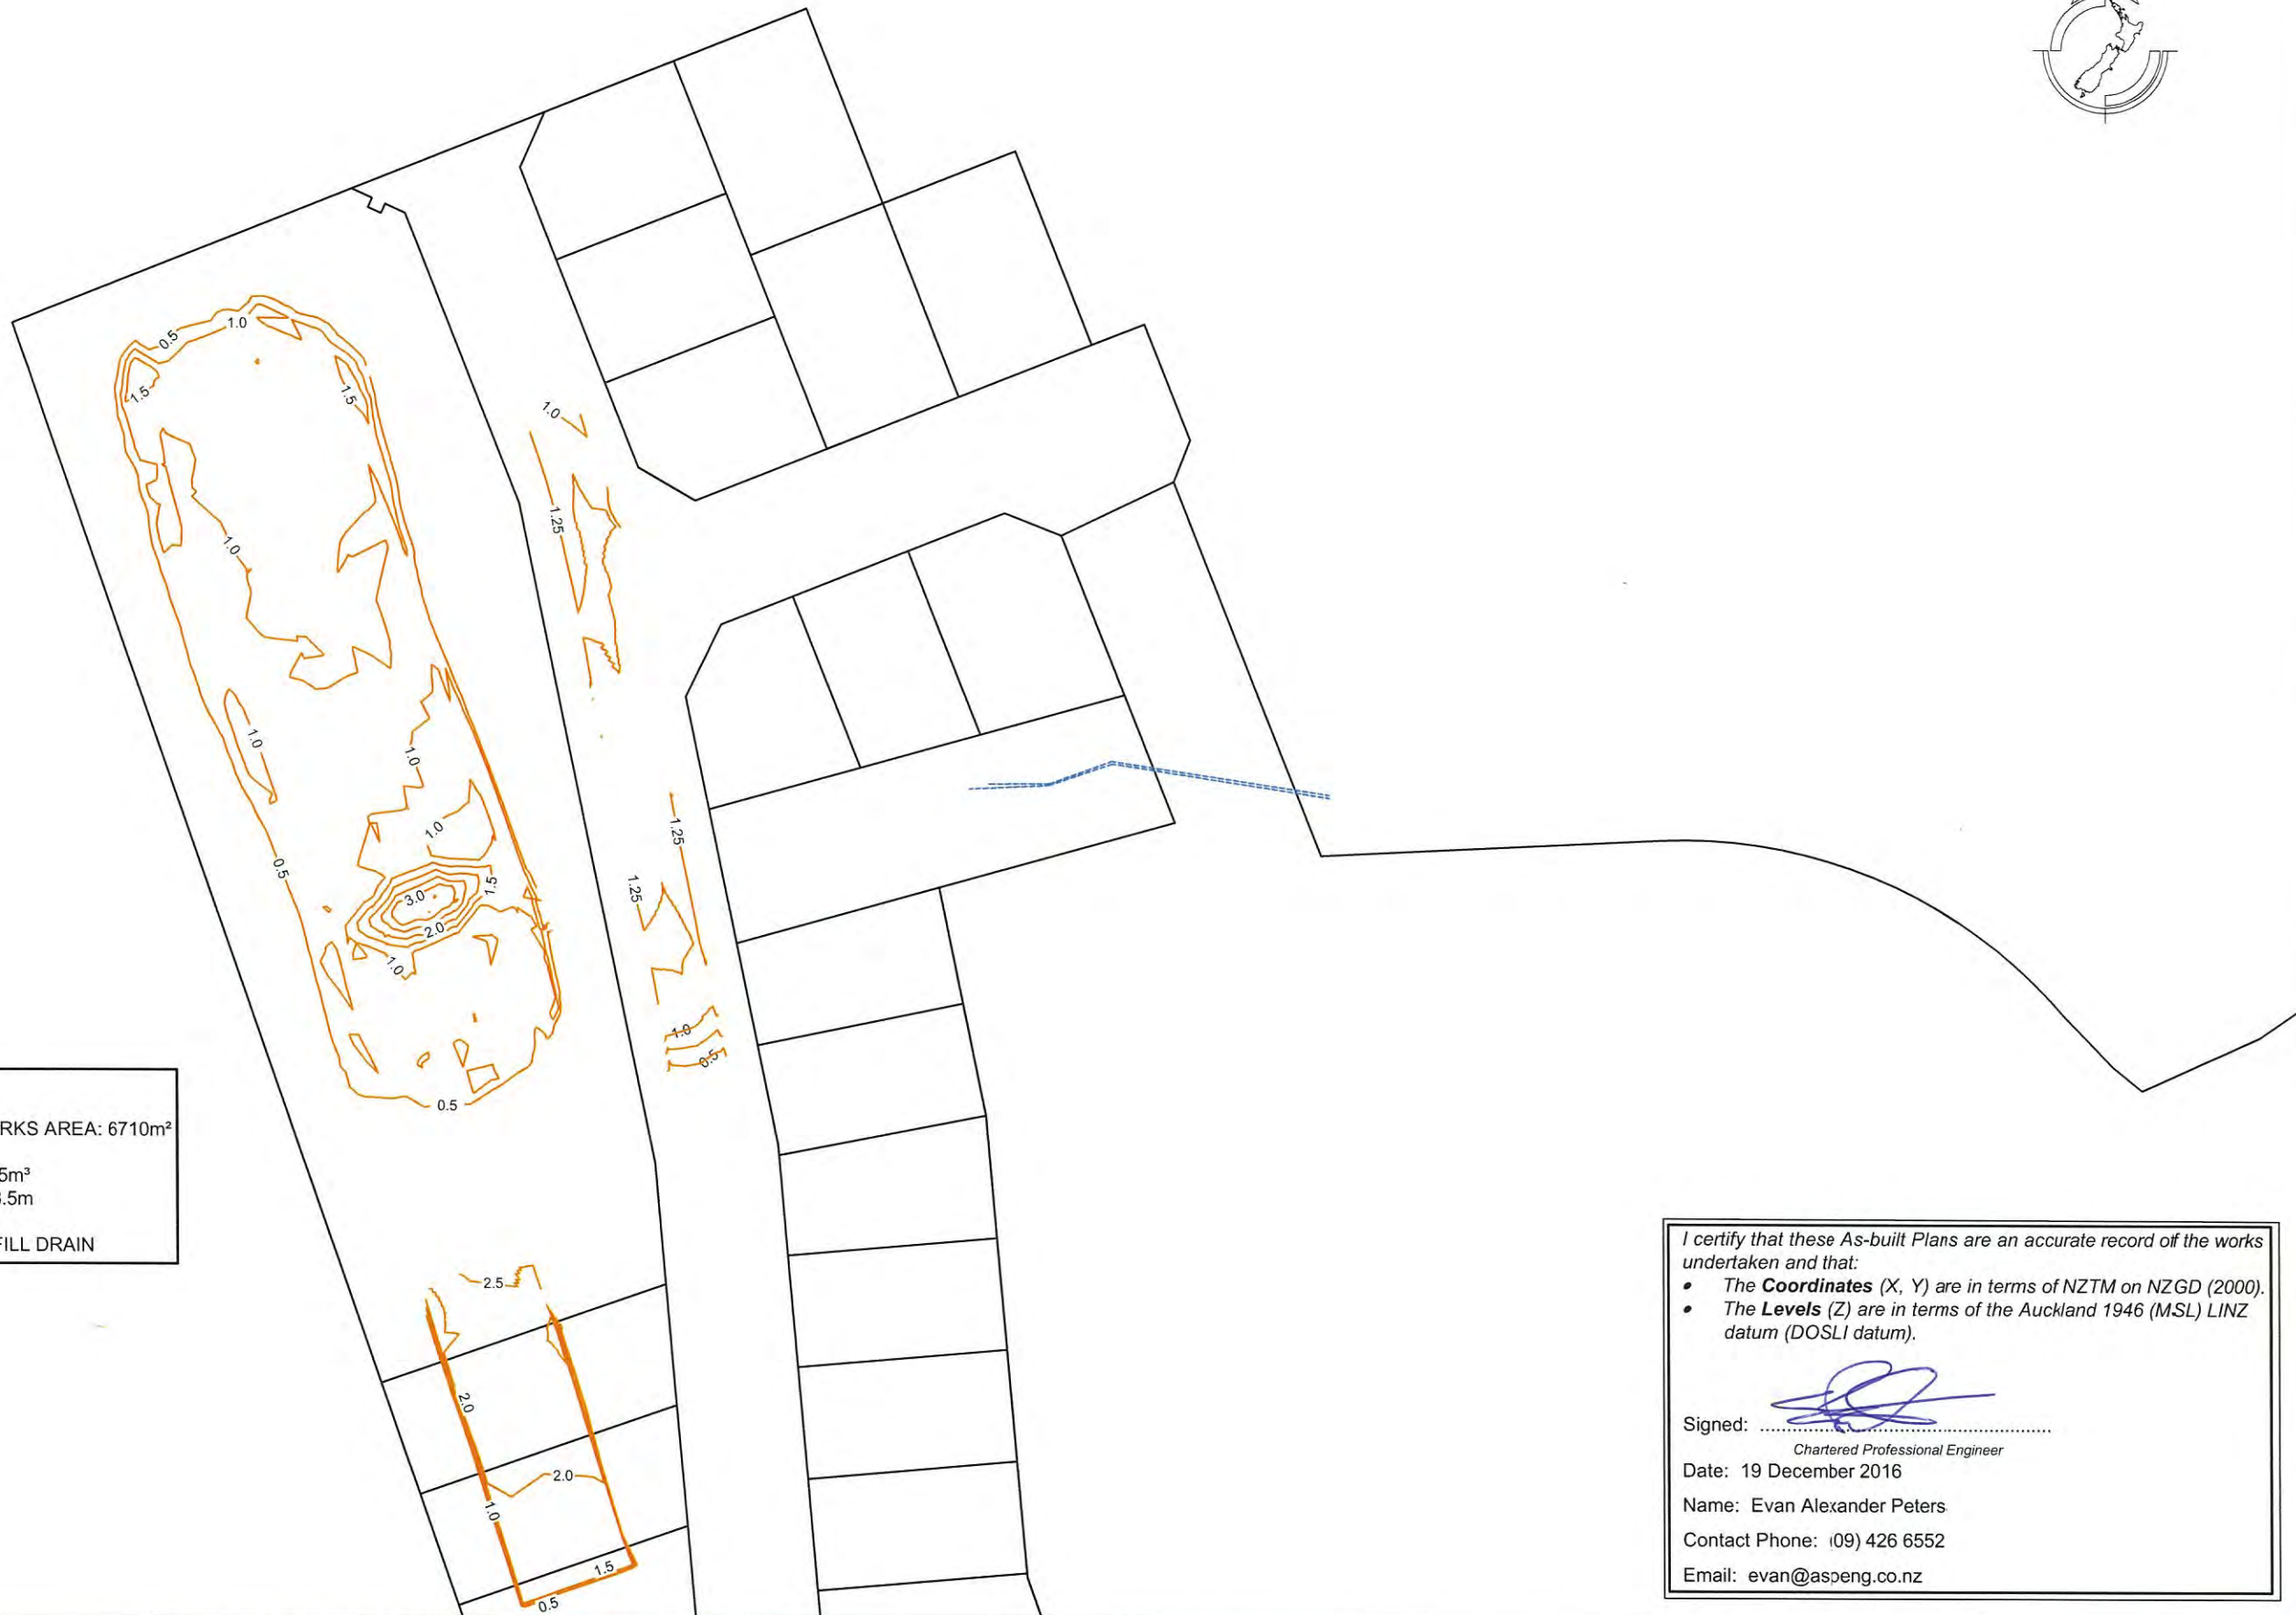 1.0
0.5
1.5
1.5
1.0
1.0
1.25
1.0
1.0
1.0
1.25
1.25
0.5
3.0
1.5
2.0
1.0
1.0
0.5
0.5
RKS AREA: 6710m²
5m³
.5m
FILL DRAIN
2.5
2.0
2.0
1.0
1.5
0.5
I certify that these As-built Plans are an accurate record of the works
undertaken and that:
• The Coordinates (X, Y) are in terms of NZTM on NZGD (2000).
• The Levels (Z) are in terms of the Auckland 1946 (MSL) LINZ
datum (DOSLI datum).
Signed:
Chartered Professional Engineer
Date: 19 December 2016
Name: Evan Alexander Peters
Contact Phone: (09) 426 6552
Email: evan@aspeng.co.nz